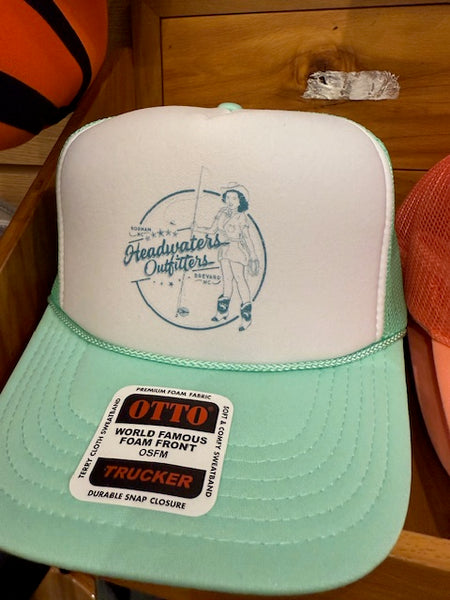 ROSMAN
NC
Headwaters
Outfitters
BREVARD
NC
PREMIUM FOAM FABRIC
OTTO
WORLD FAMOUS
FOAM FRONT
OSFM
TRUCKER
DURABLE SNAP CLOSURE
TERRY CLOTH SWEATBAND
SOFT & COMFY SWEATBAND